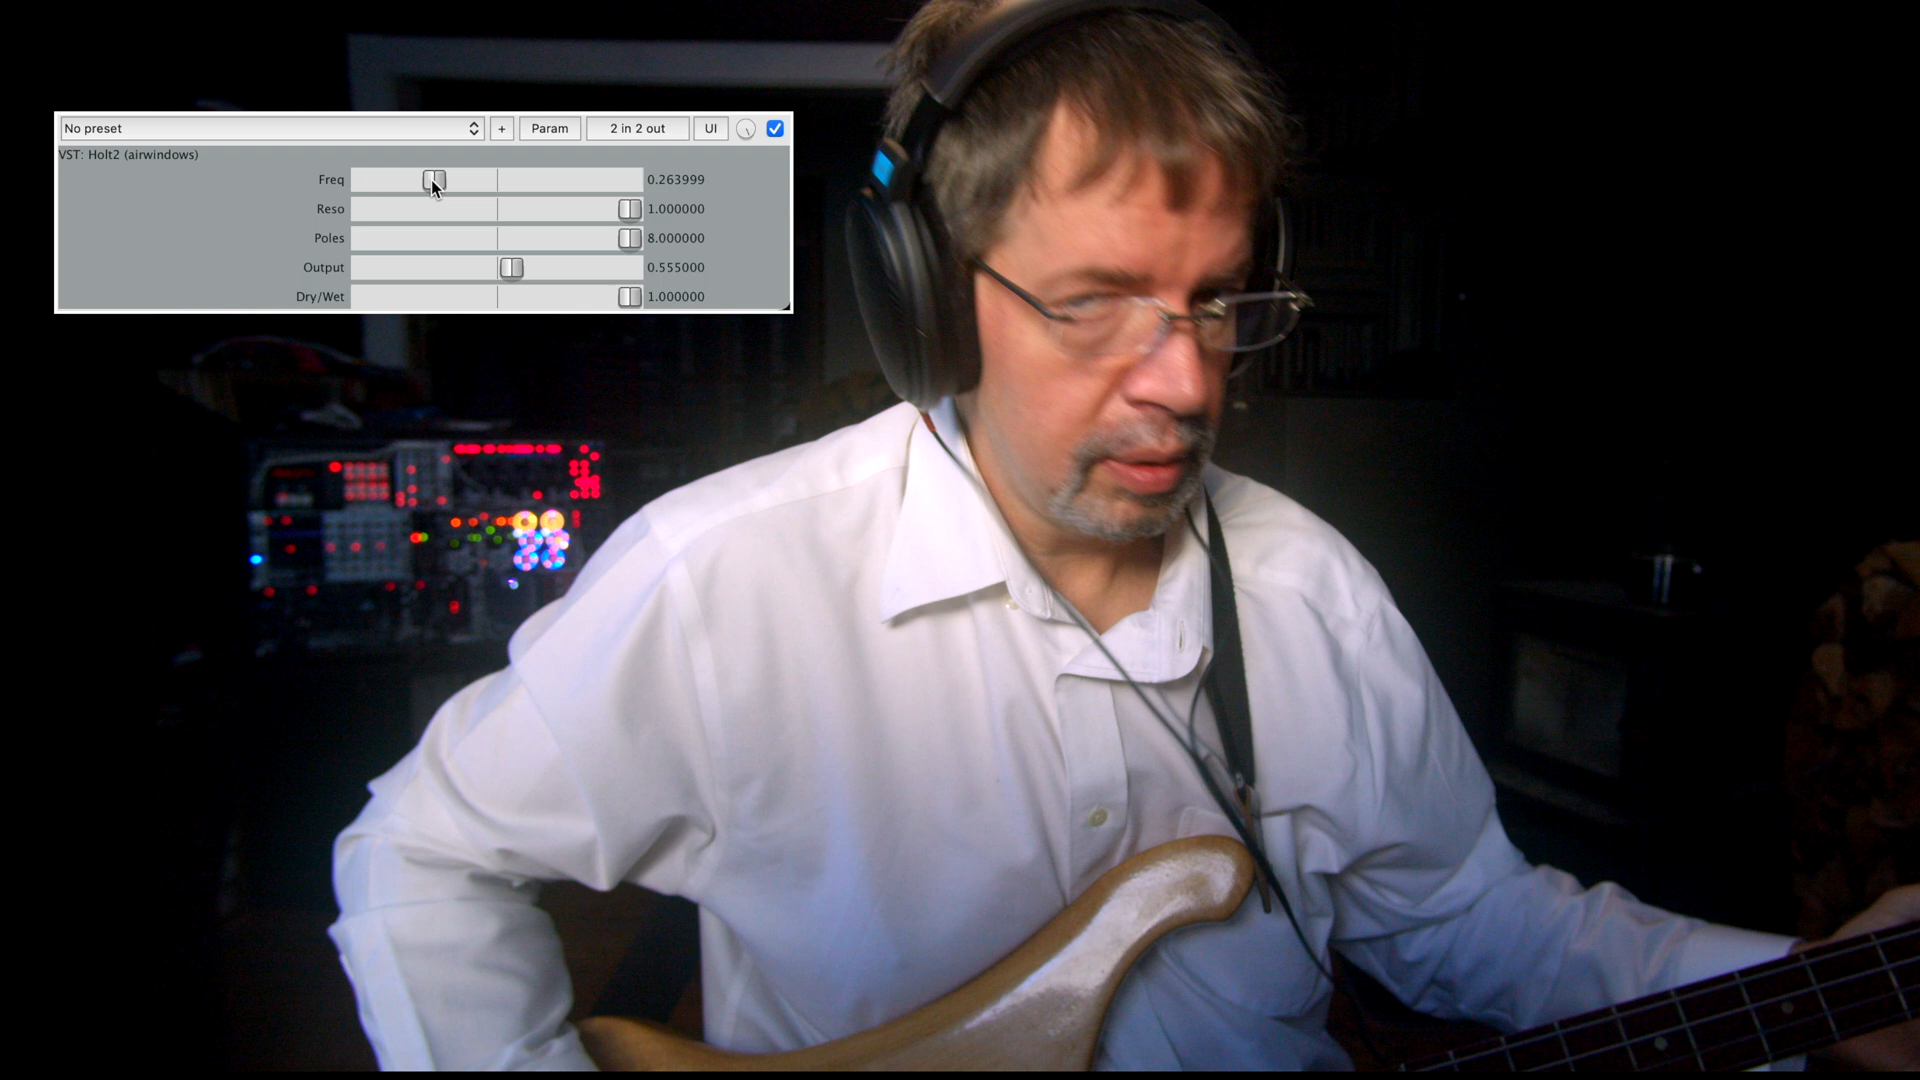 No preset + Param 2 in 2 out UI
VST: Holt2 (airwindows)
Freq 0.263999
Reso 1.000000
Poles 8.000000
Output 0.555000
Dry/Wet 1.000000